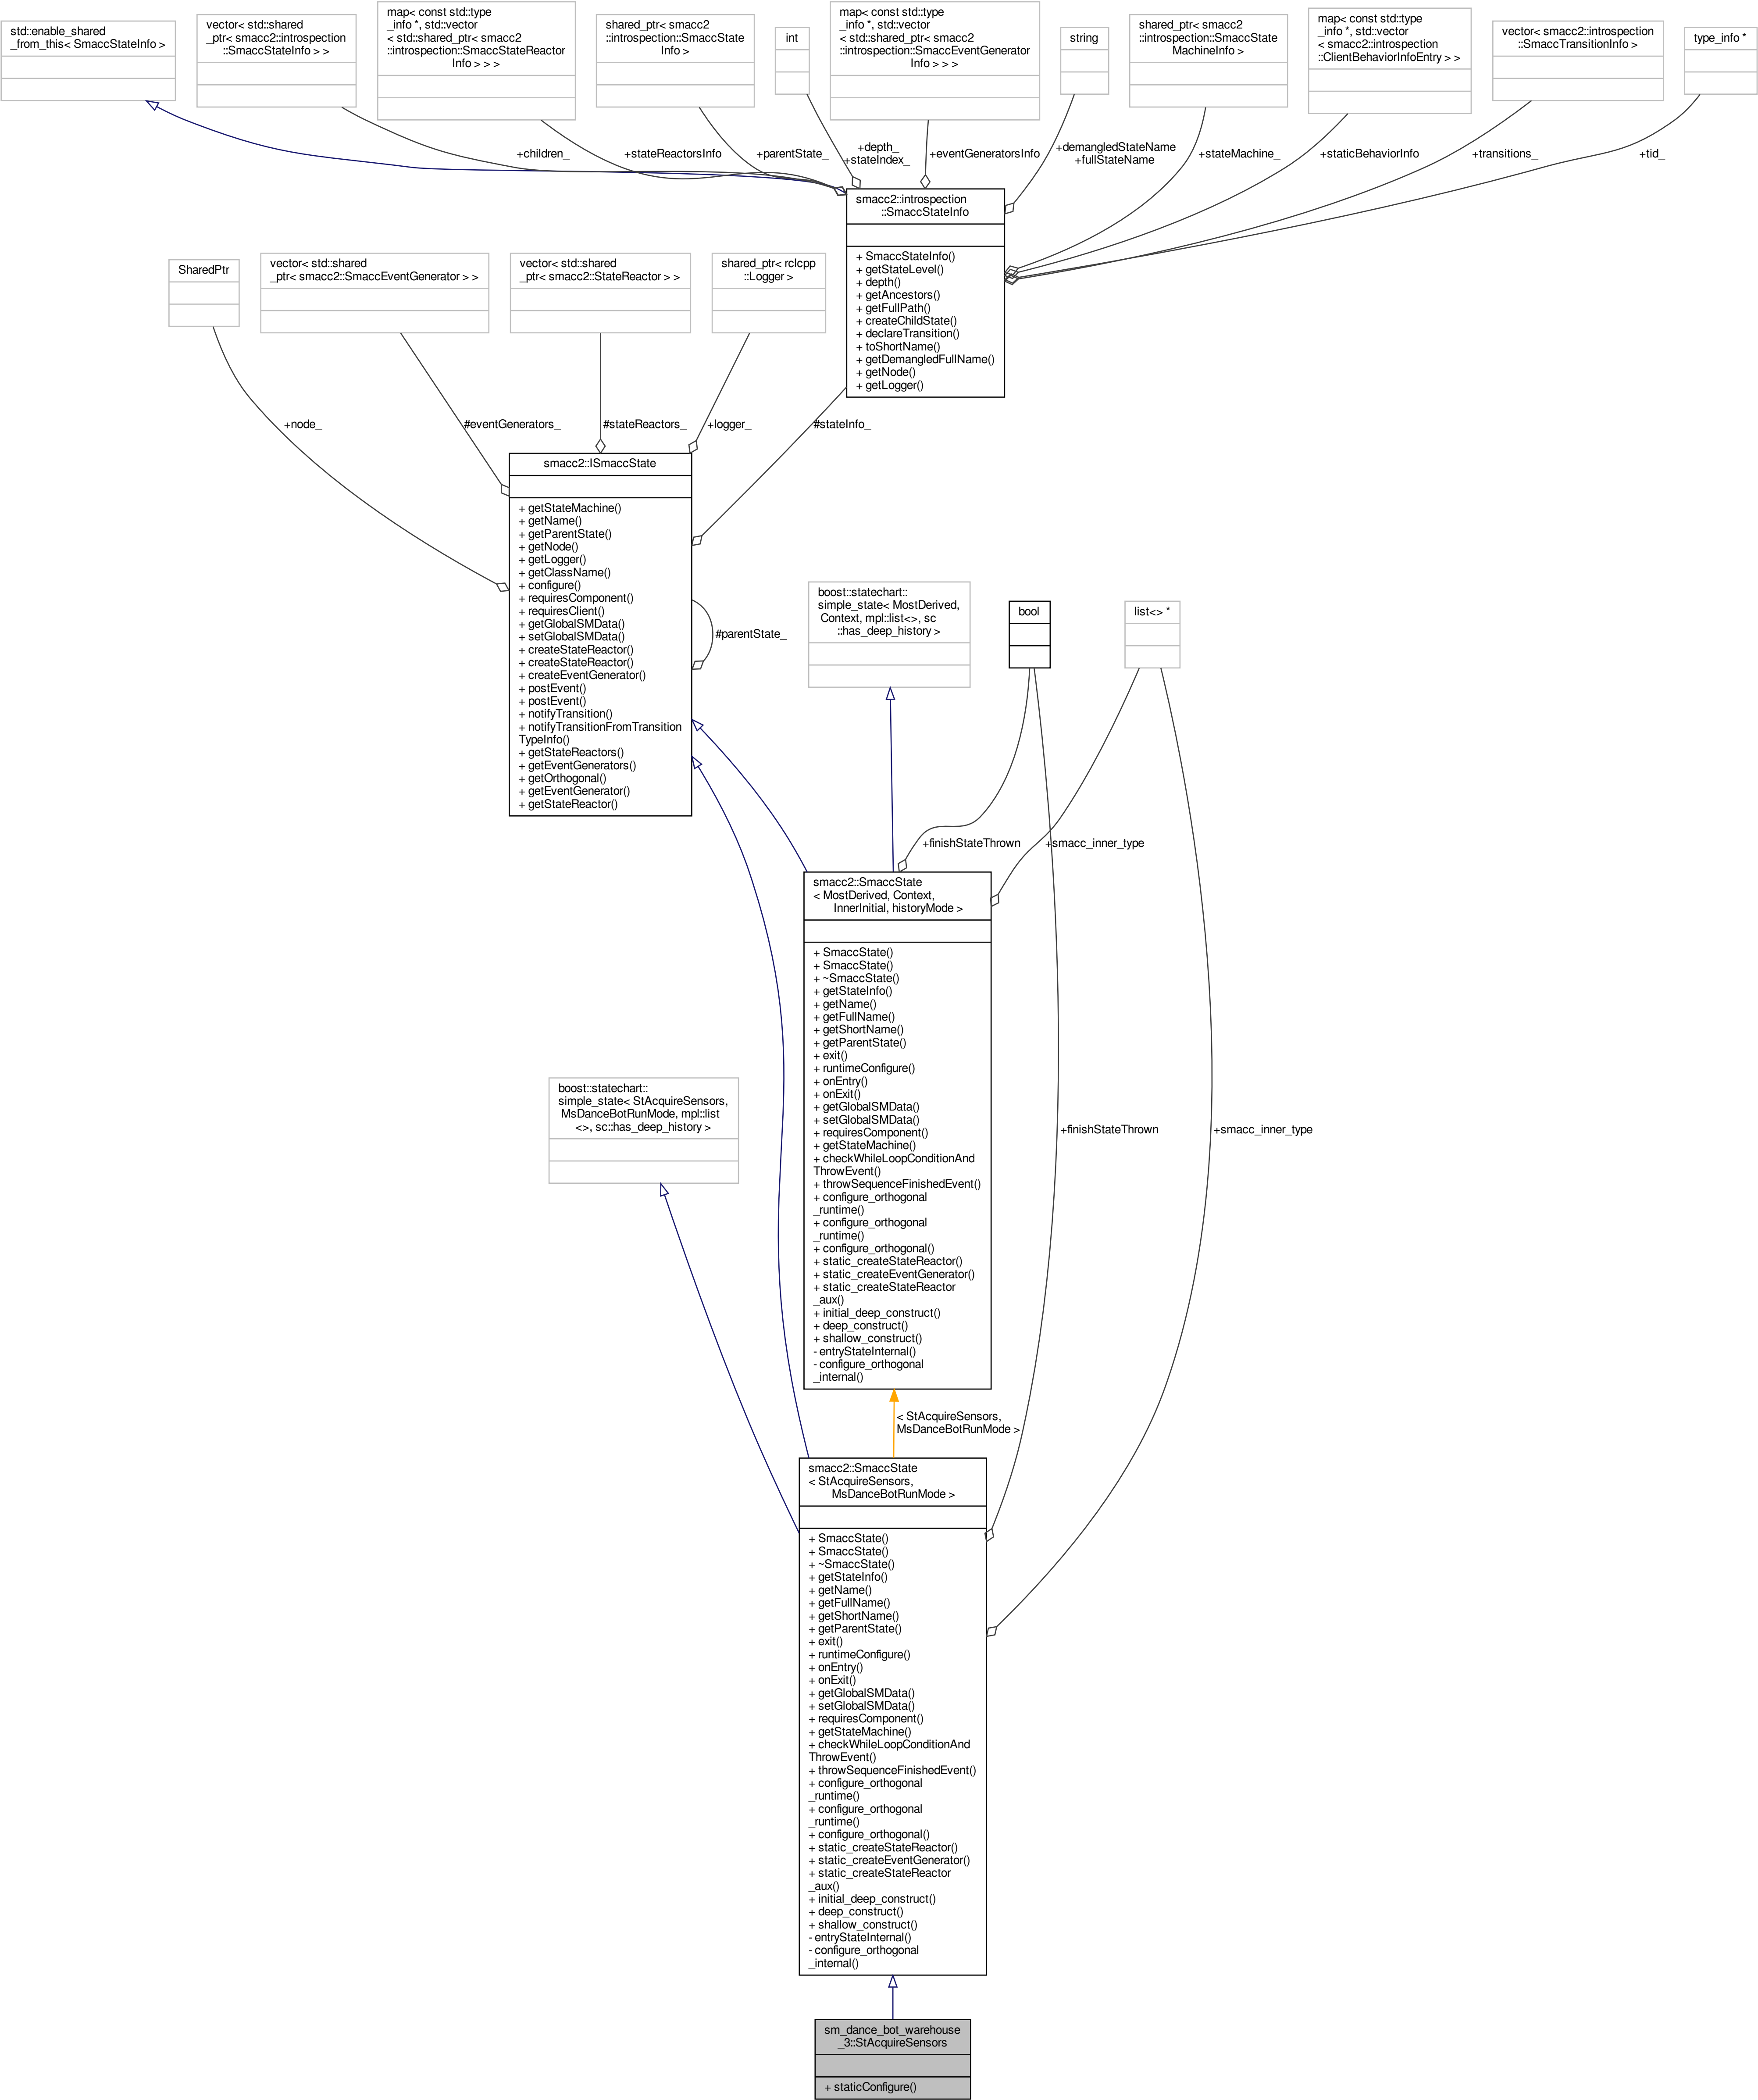 std::enable_shared
_from_this< SmaccStateInfo >
vector< std::shared
_ptr< smacc2::introspection
::SmaccStateInfo > >
map< const std::type
_info *, std::vector
< std::shared_ptr< smacc2
::introspection::SmaccStateReactor
Info > > >
shared_ptr< smacc2
::introspection::SmaccState
Info >
int
map< const std::type
_info *, std::vector
< std::shared_ptr< smacc2
::introspection::SmaccEventGenerator
Info > > >
string
shared_ptr< smacc2
::introspection::SmaccState
MachineInfo >
map< const std::type
_info *, std::vector
< smacc2::introspection
::ClientBehaviorInfoEntry > >
vector< smacc2::introspection
::SmaccTransitionInfo >
type_info *
+children_
+stateReactorsInfo
+parentState_
+depth_
+stateIndex_
+eventGeneratorsInfo
+demangledStateName
+fullStateName
+stateMachine_
+staticBehaviorInfo
+transitions_
+tid_
smacc2::introspection
::SmaccStateInfo
+ SmaccStateInfo()
+ getStateLevel()
+ depth()
+ getAncestors()
+ getFullPath()
+ createChildState()
+ declareTransition()
+ toShortName()
+ getDemangledFullName()
+ getNode()
+ getLogger()
SharedPtr
vector< std::shared
_ptr< smacc2::SmaccEventGenerator > >
vector< std::shared
_ptr< smacc2::StateReactor > >
shared_ptr< rclcpp
::Logger >
+node_
#eventGenerators_
#stateReactors_
+logger_
#stateInfo_
smacc2::ISmaccState
+ getStateMachine()
+ getName()
+ getParentState()
+ getNode()
+ getLogger()
+ getClassName()
+ configure()
+ requiresComponent()
+ requiresClient()
+ getGlobalSMData()
+ setGlobalSMData()
+ createStateReactor()
+ createStateReactor()
+ createEventGenerator()
+ postEvent()
+ postEvent()
+ notifyTransition()
+ notifyTransitionFromTransition
TypeInfo()
+ getStateReactors()
+ getEventGenerators()
+ getOrthogonal()
+ getEventGenerator()
+ getStateReactor()
#parentState_
boost::statechart::
simple_state< MostDerived,
Context, mpl::list<>, sc
::has_deep_history >
bool
list<> *
+finishStateThrown
+smacc_inner_type
smacc2::SmaccState
< MostDerived, Context,
InnerInitial, historyMode >
+ SmaccState()
+ SmaccState()
+ ~SmaccState()
+ getStateInfo()
+ getName()
+ getFullName()
+ getShortName()
+ getParentState()
+ exit()
+ runtimeConfigure()
+ onEntry()
+ onExit()
+ getGlobalSMData()
+ setGlobalSMData()
+ requiresComponent()
+ getStateMachine()
+ checkWhileLoopConditionAnd
ThrowEvent()
+ throwSequenceFinishedEvent()
+ configure_orthogonal
_runtime()
+ configure_orthogonal
_runtime()
+ configure_orthogonal()
+ static_createStateReactor()
+ static_createEventGenerator()
+ static_createStateReactor
_aux()
+ initial_deep_construct()
+ deep_construct()
+ shallow_construct()
- entryStateInternal()
- configure_orthogonal
_internal()
boost::statechart::
simple_state< StAcquireSensors,
MsDanceBotRunMode, mpl::list
<>, sc::has_deep_history >
+finishStateThrown
+smacc_inner_type
< StAcquireSensors,
MsDanceBotRunMode >
smacc2::SmaccState
< StAcquireSensors,
MsDanceBotRunMode >
+ SmaccState()
+ SmaccState()
+ ~SmaccState()
+ getStateInfo()
+ getName()
+ getFullName()
+ getShortName()
+ getParentState()
+ exit()
+ runtimeConfigure()
+ onEntry()
+ onExit()
+ getGlobalSMData()
+ setGlobalSMData()
+ requiresComponent()
+ getStateMachine()
+ checkWhileLoopConditionAnd
ThrowEvent()
+ throwSequenceFinishedEvent()
+ configure_orthogonal
_runtime()
+ configure_orthogonal
_runtime()
+ configure_orthogonal()
+ static_createStateReactor()
+ static_createEventGenerator()
+ static_createStateReactor
_aux()
+ initial_deep_construct()
+ deep_construct()
+ shallow_construct()
- entryStateInternal()
- configure_orthogonal
_internal()
sm_dance_bot_warehouse
_3::StAcquireSensors
+ staticConfigure()